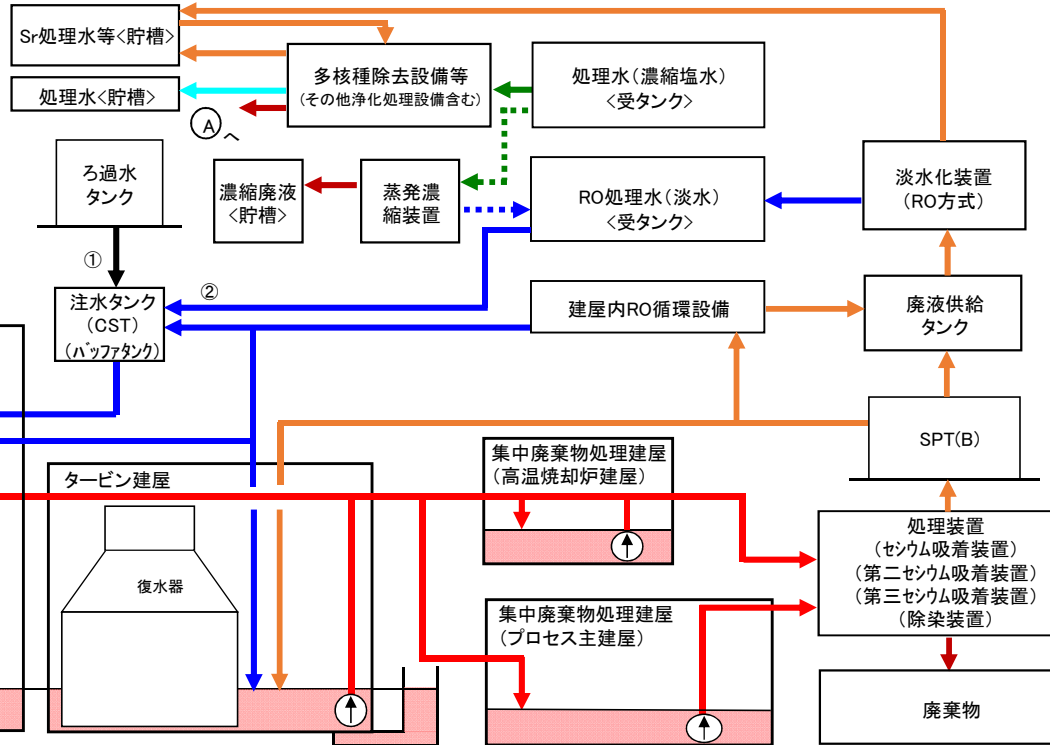 Sr処理水等<貯槽>
処理水<貯槽>
多核種除去設備等
(その他浄化処理設備含む)
処理水(濃縮塩水)
<受タンク>
Ⓐへ
ろ過水
タンク
濃縮廃液
<貯槽>
蒸発濃
縮装置
RO処理水(淡水)
<受タンク>
淡水化装置
(RO方式)
①
②
注水タンク
(CST)
(バッファタンク)
建屋内RO循環設備
廃液供給
タンク
SPT(B)
タービン建屋
復水器
集中廃棄物処理建屋
(高温焼却炉建屋)
集中廃棄物処理建屋
(プロセス主建屋)
処理装置
(セシウム吸着装置)
(第二セシウム吸着装置)
(第三セシウム吸着装置)
(除染装置)
廃棄物